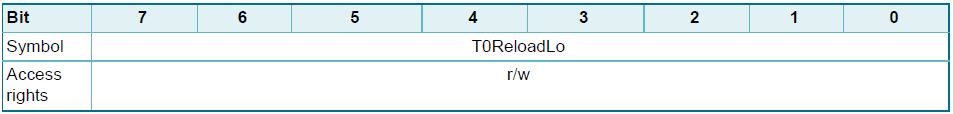 Bit 7 6 5 4 3 2 1 0
Symbol T0ReloadLo
Access r/w
rights